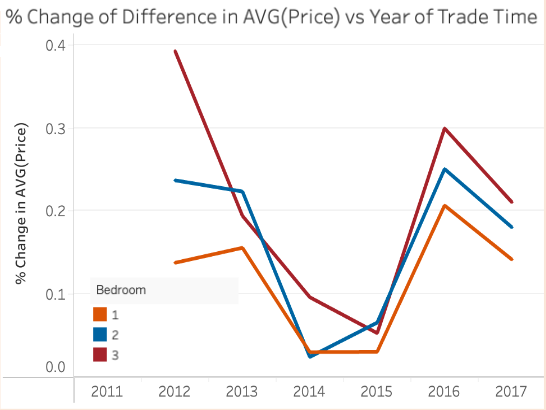 % Change of Difference in AVG(Price) vs Year of Trade Time
% Change in AVG(Price)
0.4
0.3
0.2
0.1
0.0
Bedroom
1
2
3
2011 2012 2013 2014 2015 2016 2017